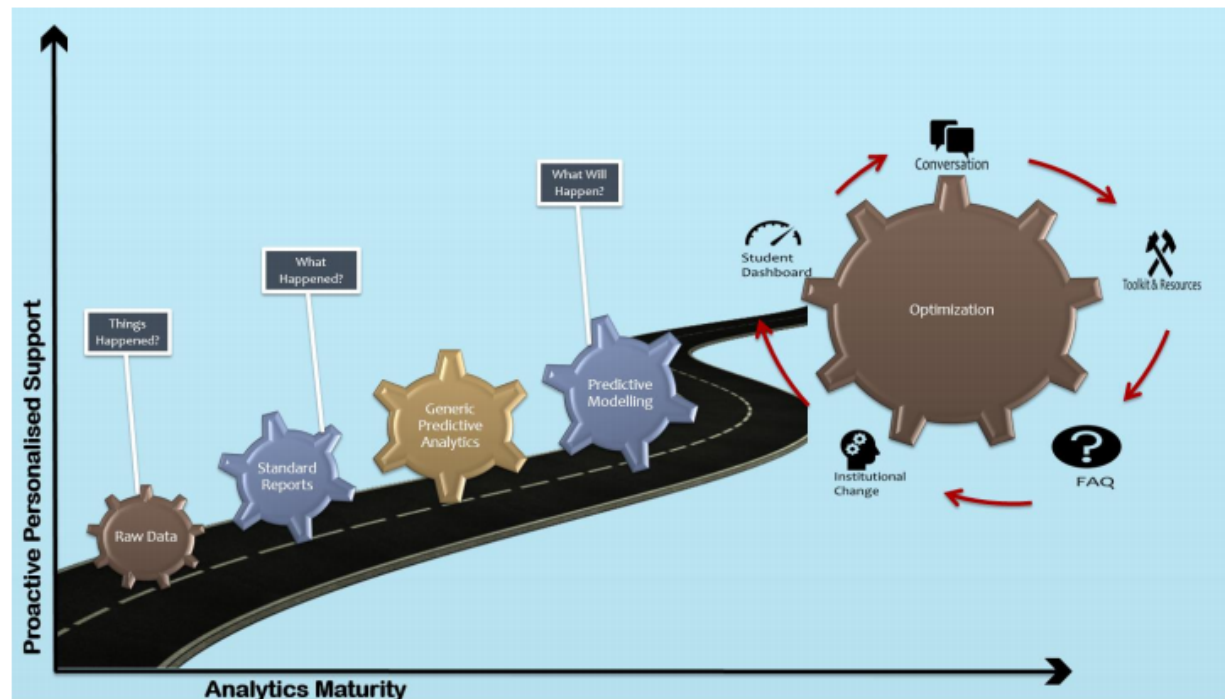 Proactive Personalised Support
Things
Happened?
What
Happened?
What Will
Happen?
Raw Data
Standard
Reports
Generic
Predictive
Analytics
Predictive
Modelling
Optimization
Conversation
Toolkit & Resources
FAQ
Institutional
Change
Student
Dashboard
Analytics Maturity